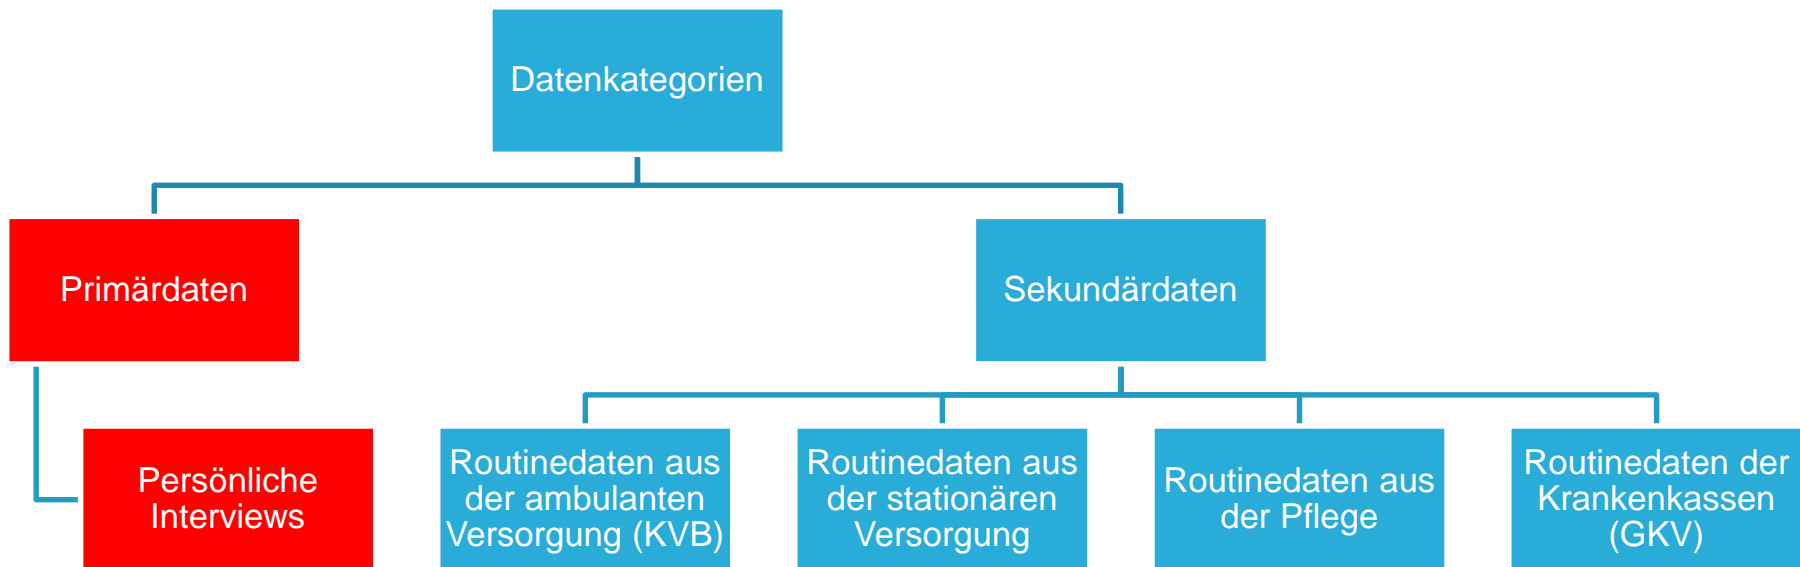 Datenkategorien
Primärdaten
Sekundärdaten
Persönliche
Interviews
Routinedaten aus
der ambulanten
Versorgung (KVB)
Routinedaten aus
der stationären
Versorgung
Routinedaten aus
der Pflege
Routinedaten der
Krankenkassen
(GKV)